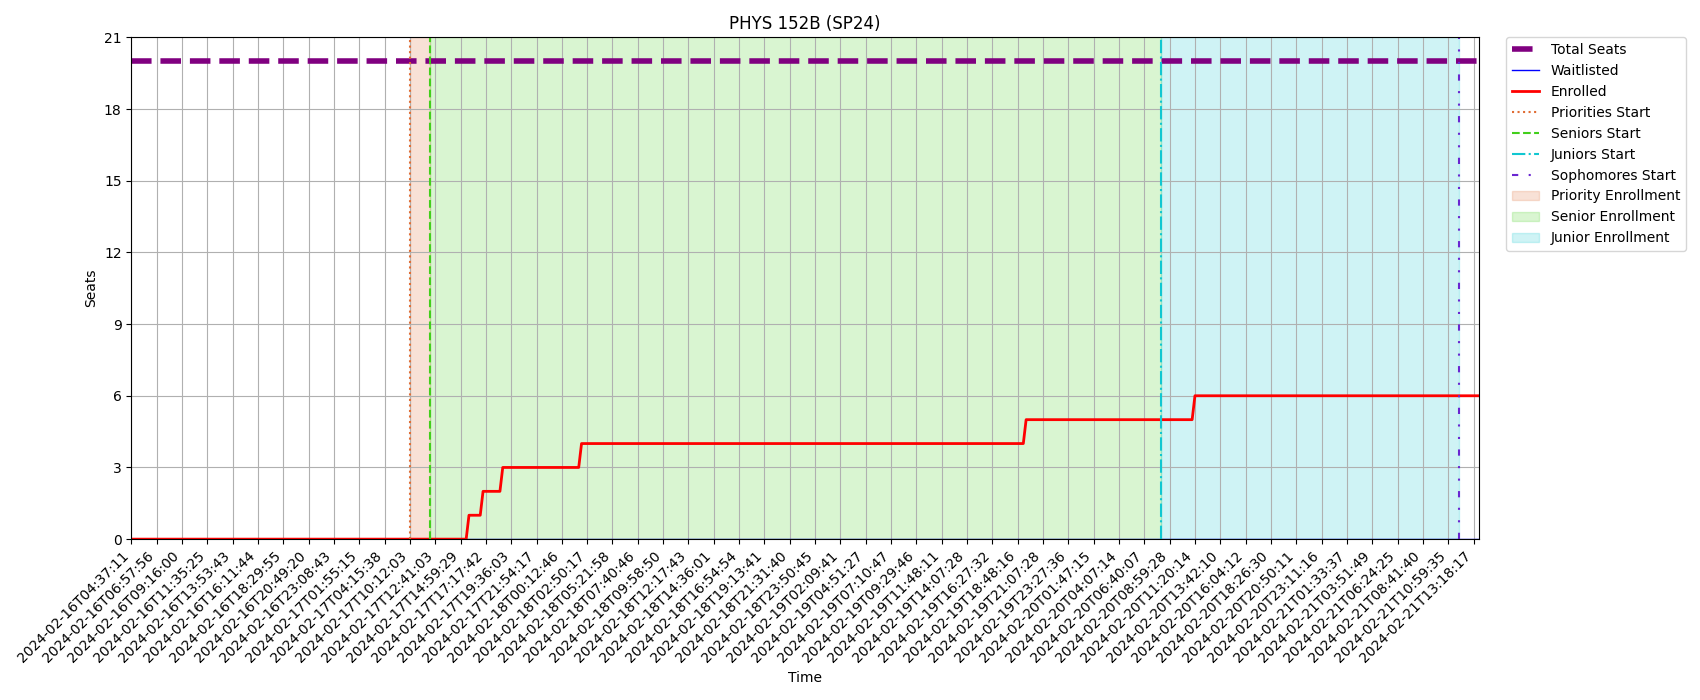 PHYS 152B (SP24)
21
18
15
12
9
6
3
0
Seats
2024-02-16T04:37:11
2024-02-16T06:57:56
2024-02-16T09:16:00
2024-02-16T11:35:25
2024-02-16T13:53:43
2024-02-16T16:11:44
2024-02-16T18:29:55
2024-02-16T20:49:20
2024-02-16T23:08:43
2024-02-17T01:55:15
2024-02-17T04:15:38
2024-02-17T10:12:03
2024-02-17T12:41:03
2024-02-17T14:59:29
2024-02-17T17:17:42
2024-02-17T19:36:03
2024-02-17T21:54:17
2024-02-18T00:12:46
2024-02-18T02:50:17
2024-02-18T05:21:58
2024-02-18T07:40:46
2024-02-18T09:58:50
2024-02-18T12:17:43
2024-02-18T14:36:01
2024-02-18T16:54:54
2024-02-18T19:13:41
2024-02-18T21:31:40
2024-02-18T23:50:45
2024-02-19T02:09:41
2024-02-19T04:51:27
2024-02-19T07:10:47
2024-02-19T09:29:46
2024-02-19T11:48:11
2024-02-19T14:07:28
2024-02-19T16:27:32
2024-02-19T18:48:16
2024-02-19T21:07:28
2024-02-19T23:27:36
2024-02-20T01:47:15
2024-02-20T04:07:14
2024-02-20T06:40:07
2024-02-20T08:59:28
2024-02-20T11:20:14
2024-02-20T13:42:10
2024-02-20T16:04:12
2024-02-20T18:26:30
2024-02-20T20:50:11
2024-02-20T23:11:16
2024-02-21T01:33:37
2024-02-21T03:51:49
2024-02-21T06:24:25
2024-02-21T08:41:40
2024-02-21T10:59:35
2024-02-21T13:18:17
Time
Total Seats
Waitlisted
Enrolled
Priorities Start
Seniors Start
Juniors Start
Sophomores Start
Priority Enrollment
Senior Enrollment
Junior Enrollment